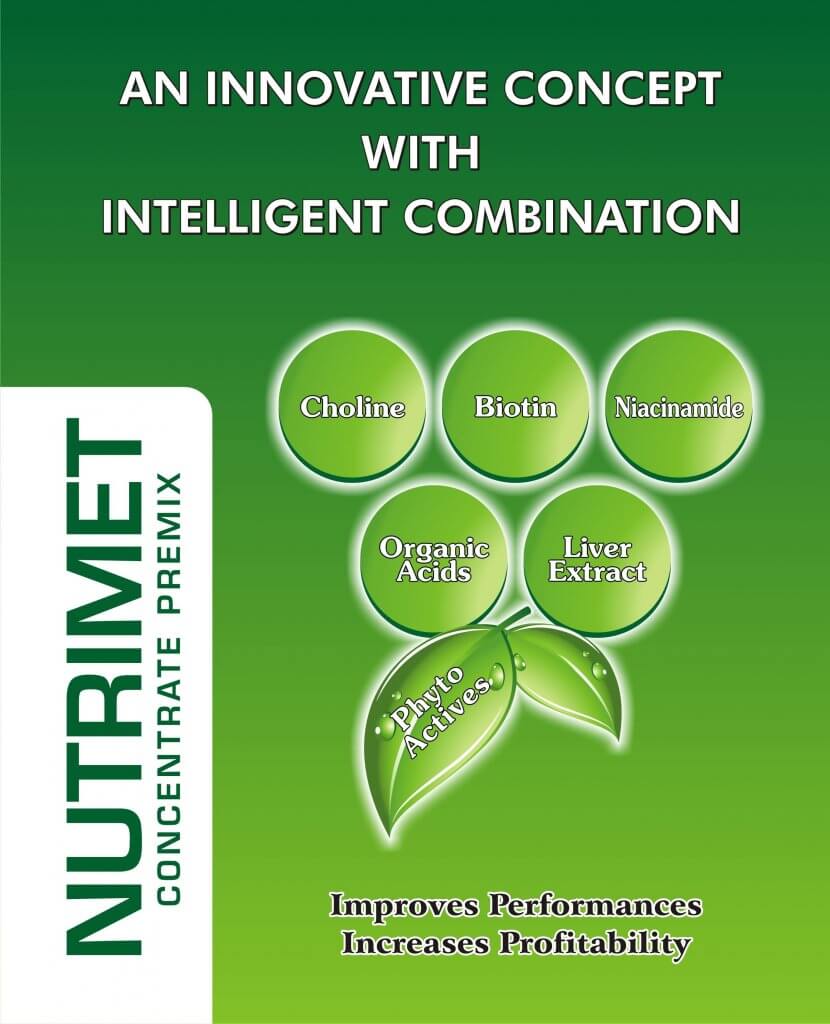 AN INNOVATIVE CONCEPT
WITH
INTELLIGENT COMBINATION
Choline
Biotin
Niacinamide
Organic
Acids
Liver
Extract
Phyto
Actives
NUTRIMET
CONCENTRATE PREMIX
Improves Performances
Increases Profitability